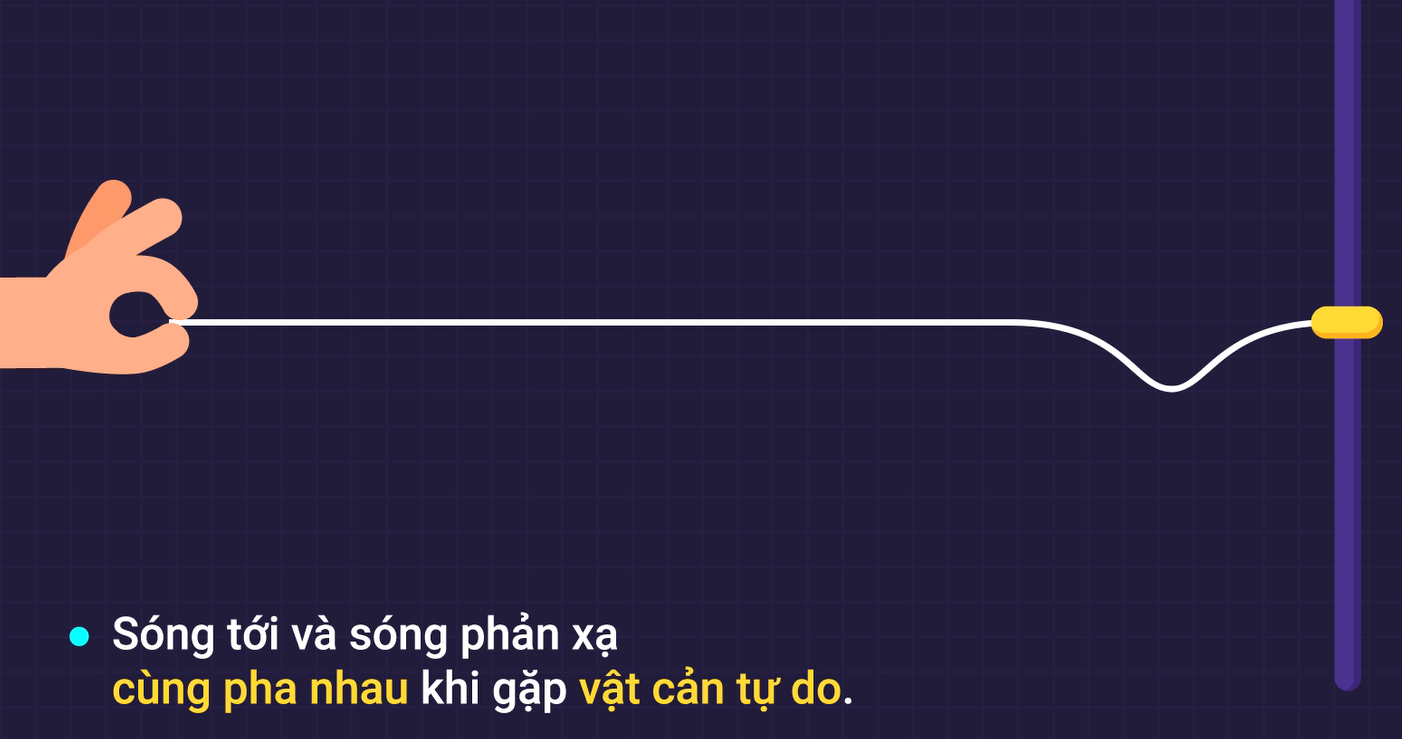 Sóng tới và sóng phản xạ
cùng pha nhau khi gặp vật cản tự do.